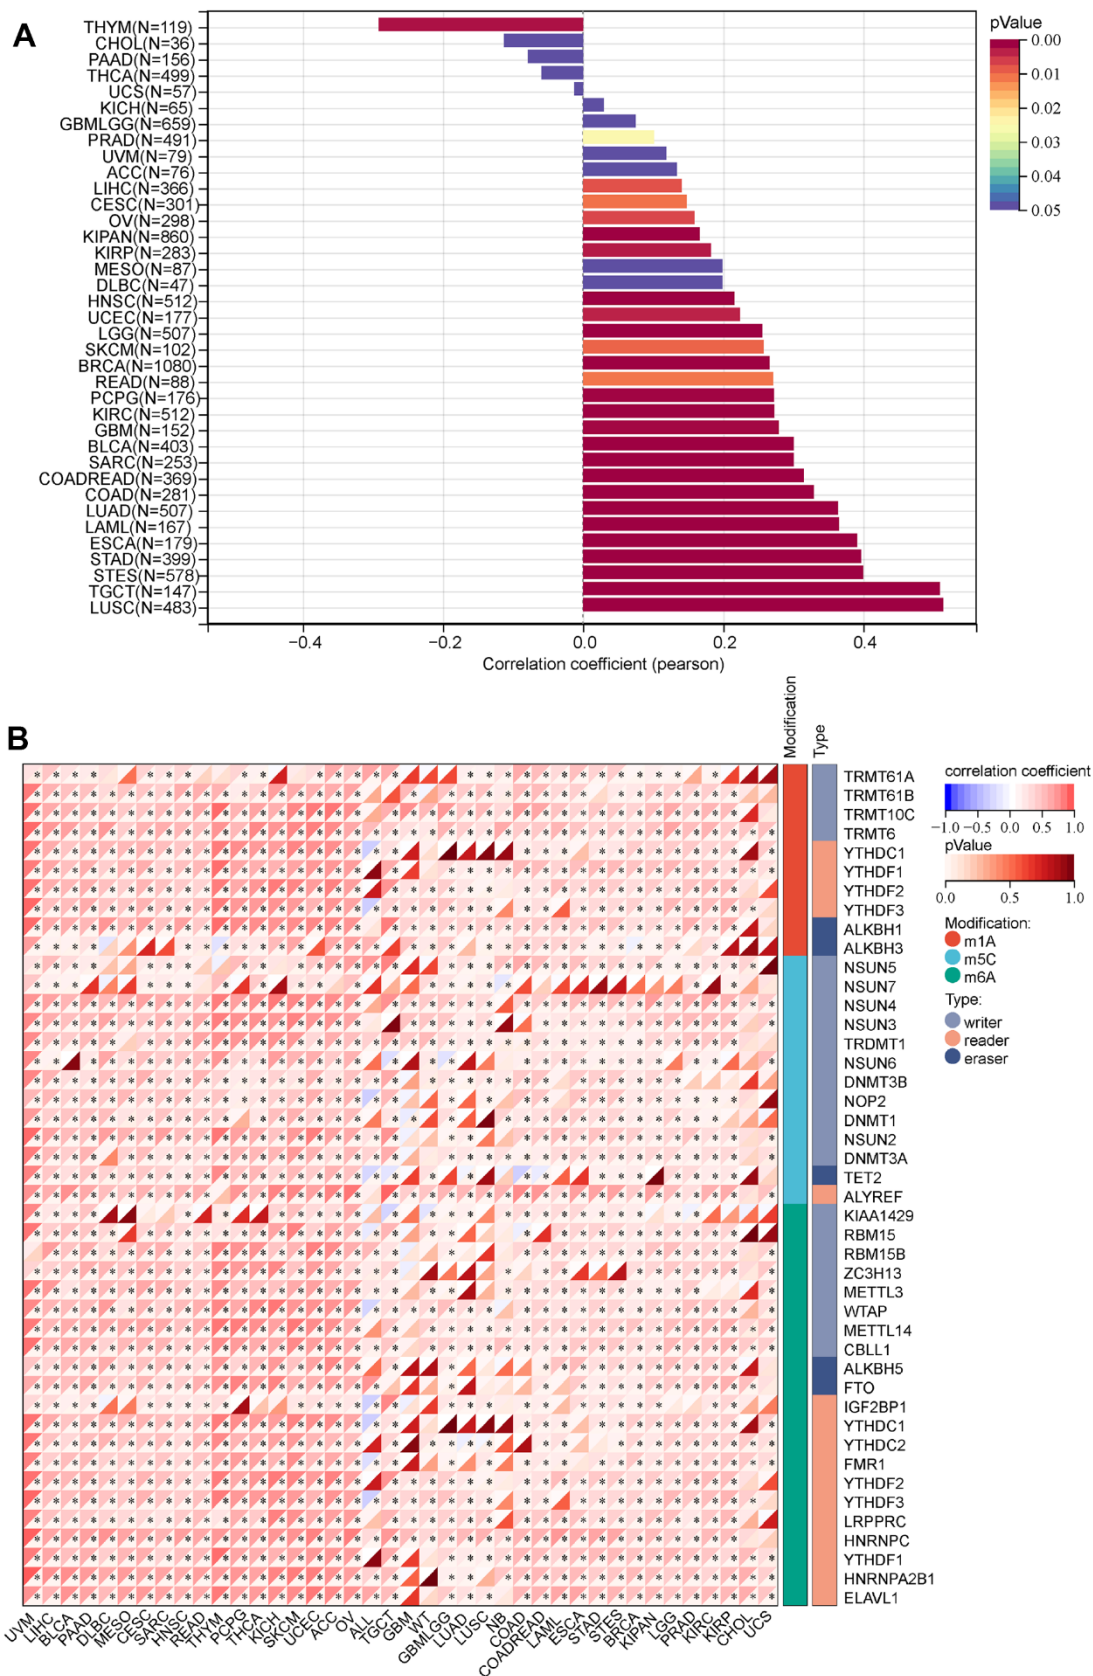 A
THYM(N=119)
CHOL(N=36)
PAAD(N=156)
THCA(N=499)
UCS(N=57)
KICH(N=65)
GBMLGG(N=659)
PRAD(N=491)
UVM(N=79)
ACC(N=76)
LIHC(N=366)
CESC(N=301)
OV(N=298)
KIPAN(N=860)
KIRP(N=283)
MESO(N=87)
DLBC(N=47)
HNSC(N=512)
UCEC(N=177)
LGG(N=507)
SKCM(N=102)
BRCA(N=1080)
READ(N=88)
PCPG(N=176)
KIRC(N=512)
GBM(N=152)
BLCA(N=403)
SARC(N=253)
COADREAD(N=369)
COAD(N=281)
LUAD(N=507)
LAML(N=167)
ESCA(N=179)
STAD(N=399)
STES(N=578)
TGCT(N=147)
LUSC(N=483)
−0.4 −0.2 0.0 0.2 0.4
Correlation coefficient (pearson)
pValue
0.00
0.01
0.02
0.03
0.04
0.05
B
Modification
Type
TRMT61A
TRMT61B
TRMT10C
TRMT6
YTHDC1
YTHDF1
YTHDF2
YTHDF3
ALKBH1
ALKBH3
NSUN5
NSUN7
NSUN4
NSUN3
TRDMT1
NSUN6
DNMT3B
NOP2
DNMT1
NSUN2
DNMT3A
TET2
ALYREF
KIAA1429
RBM15
RBM15B
ZC3H13
METTL3
WTAP
METTL14
CBLL1
ALKBH5
FTO
IGF2BP1
YTHDC1
YTHDC2
FMR1
YTHDF2
YTHDF3
LRPPRC
HNRNPC
YTHDF1
HNRNPA2B1
ELAVL1
UVM LIHC BLCA PAAD DLBC MESO CESC SARC HNSC READ THYM PCPG THCA KICH SKCM UCEC ACC OV ALL TGCT GBM WT GBMLGG LUAD LUSC NB COAD COADREAD LAML ESCA STAD STES BRCA KIPAN LGG PRAD KIRC KIRP CHOL UCS
correlation coefficient
−1.0 −0.5 0.0 0.5 1.0
pValue
0.0 0.5 1.0
Modification:
m1A
m5C
m6A
Type:
writer
reader
eraser